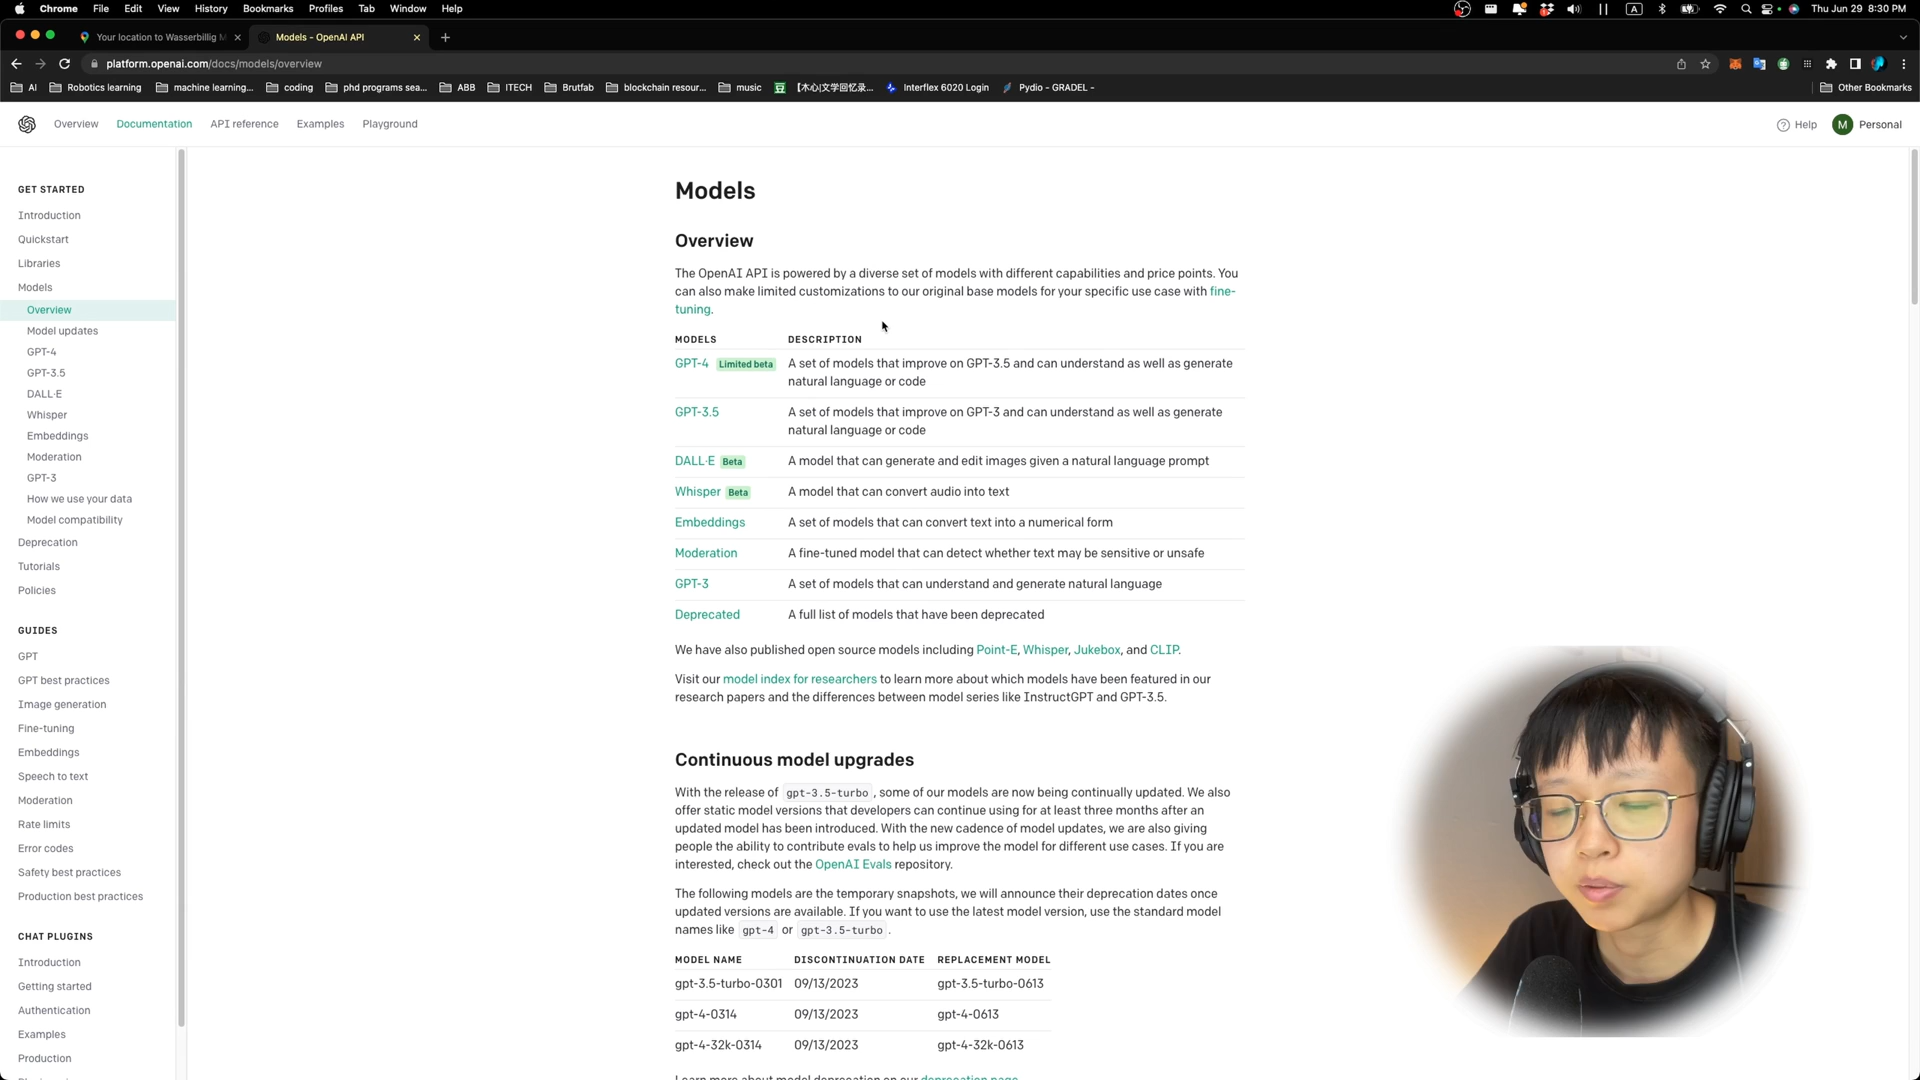 Chrome File Edit View History Bookmarks Profiles Tab Window Help
A
Thu Jun 29 8:30 PM
Your location to Wasserbillig M
Models - OpenAI API
platform.openai.com/docs/models/overview
AI
Robotics learning
machine learning...
coding
phd programs sea...
ABB
ITECH
Brutfab
blockchain resour...
music
【木心|文学回忆录...
Interflex 6020 Login
Pydio - GRADEL -
Other Bookmarks
Overview
Documentation
API reference
Examples
Playground
Help
M
Personal
GET STARTED
Introduction
Quickstart
Libraries
Models
Overview
Model updates
GPT-4
GPT-3.5
DALL·E
Whisper
Embeddings
Moderation
GPT-3
How we use your data
Model compatibility
Deprecation
Tutorials
Policies
GUIDES
GPT
GPT best practices
Image generation
Fine-tuning
Embeddings
Speech to text
Moderation
Rate limits
Error codes
Safety best practices
Production best practices
CHAT PLUGINS
Introduction
Getting started
Authentication
Examples
Production
Models
Overview
The OpenAI API is powered by a diverse set of models with different capabilities and price points. You
can also make limited customizations to our original base models for your specific use case with fine-
tuning.
MODELS DESCRIPTION
GPT-4 Limited beta A set of models that improve on GPT-3.5 and can understand as well as generate
natural language or code
GPT-3.5 A set of models that improve on GPT-3 and can understand as well as generate
natural language or code
DALL·E Beta A model that can generate and edit images given a natural language prompt
Whisper Beta A model that can convert audio into text
Embeddings A set of models that can convert text into a numerical form
Moderation A fine-tuned model that can detect whether text may be sensitive or unsafe
GPT-3 A set of models that can understand and generate natural language
Deprecated A full list of models that have been deprecated
We have also published open source models including Point-E, Whisper, Jukebox, and CLIP.
Visit our model index for researchers to learn more about which models have been featured in our
research papers and the differences between model series like InstructGPT and GPT-3.5.
Continuous model upgrades
With the release of gpt-3.5-turbo , some of our models are now being continually updated. We also
offer static model versions that developers can continue using for at least three months after an
updated model has been introduced. With the new cadence of model updates, we are also giving
people the ability to contribute evals to help us improve the model for different use cases. If you are
interested, check out the OpenAI Evals repository.
The following models are the temporary snapshots, we will announce their deprecation dates once
updated versions are available. If you want to use the latest model version, use the standard model
names like gpt-4 or gpt-3.5-turbo .
MODEL NAME DISCONTINUATION DATE REPLACEMENT MODEL
gpt-3.5-turbo-0301 09/13/2023 gpt-3.5-turbo-0613
gpt-4-0314 09/13/2023 gpt-4-0613
gpt-4-32k-0314 09/13/2023 gpt-4-32k-0613
Learn more about model deprecation on our deprecation page.